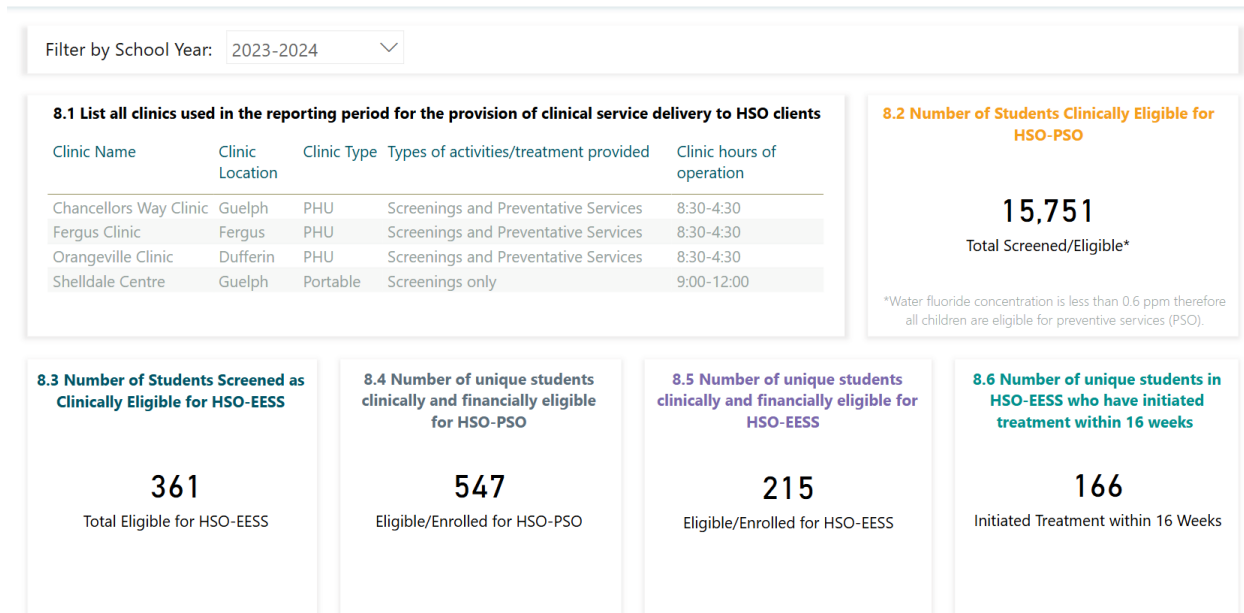 Filter by School Year: 2023-2024
8.1 List all clinics used in the reporting period for the provision of clinical service delivery to HSO clients
Clinic Name Clinic Location Clinic Type Types of activities/treatment provided Clinic hours of operation
Chancellors Way Clinic Guelph PHU Screenings and Preventative Services 8:30-4:30
Fergus Clinic Fergus PHU Screenings and Preventative Services 8:30-4:30
Orangeville Clinic Dufferin PHU Screenings and Preventative Services 8:30-4:30
Shelldale Centre Guelph Portable Screenings only 9:00-12:00
8.2 Number of Students Clinically Eligible for
HSO-PSO
15,751
Total Screened/Eligible*
*Water fluoride concentration is less than 0.6 ppm therefore
all children are eligible for preventive services (PSO).
8.3 Number of Students Screened as
Clinically Eligible for HSO-EESS
361
Total Eligible for HSO-EESS
8.4 Number of unique students
clinically and financially eligible
for HSO-PSO
547
Eligible/Enrolled for HSO-PSO
8.5 Number of unique students
clinically and financially eligible for
HSO-EESS
215
Eligible/Enrolled for HSO-EESS
8.6 Number of unique students in
HSO-EESS who have initiated
treatment within 16 weeks
166
Initiated Treatment within 16 Weeks